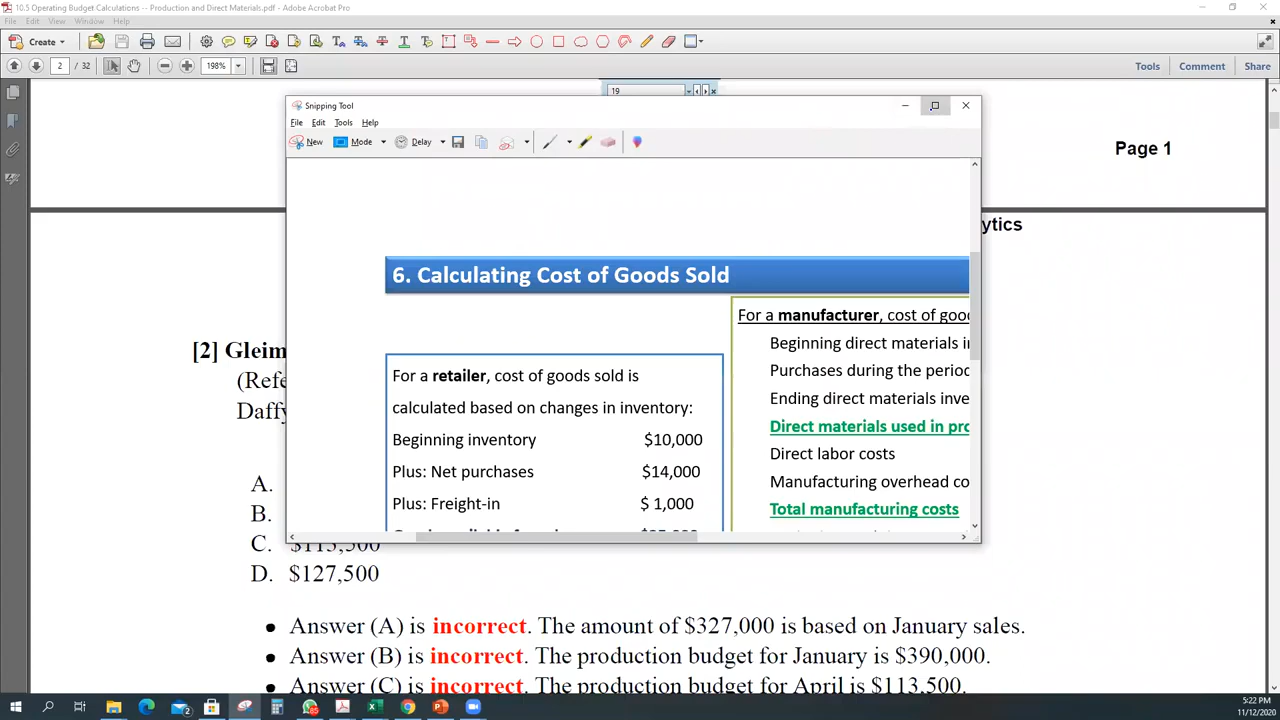 10.5 Operating Budget Calculations -- Production and Direct Materials.pdf - Adobe Acrobat Pro
File Edit View Window Help
Create
2 / 32 198% Tools Comment Share
19
Page 1
Snipping Tool
File Edit Tools Help
New Mode Delay
6. Calculating Cost of Goods Sold
For a retailer, cost of goods sold is
calculated based on changes in inventory:
Beginning inventory $10,000
Plus: Net purchases $14,000
Plus: Freight-in $ 1,000
For a manufacturer, cost of goo
Beginning direct materials i
Purchases during the perio
Ending direct materials inve
Direct materials used in pro
Direct labor costs
Manufacturing overhead co
Total manufacturing costs
ytics
[2] Gleim
(Refe
Daffy
A.
B.
C. $113,500
D. $127,500
• Answer (A) is incorrect. The amount of $327,000 is based on January sales.
• Answer (B) is incorrect. The production budget for January is $390,000.
• Answer (C) is incorrect. The production budget for April is $113,500.
5:22 PM
11/12/2020